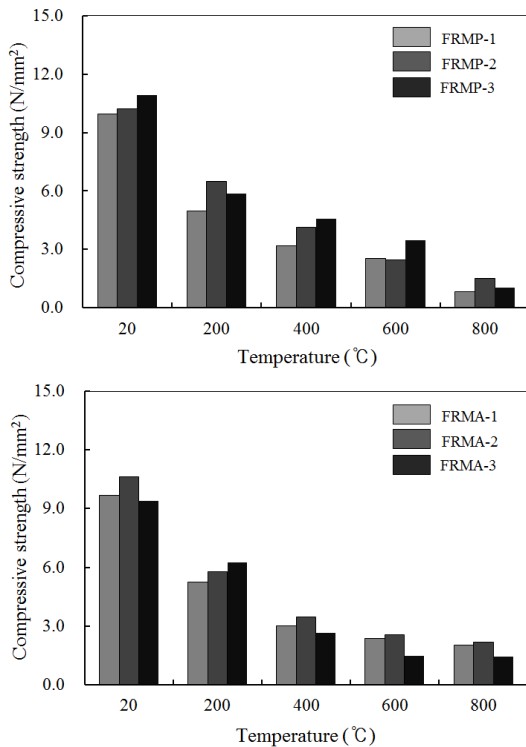 15.0
12.0
9.0
6.0
3.0
0.0
Compressive strength (N/mm²)
FRMP-1
FRMP-2
FRMP-3
20 200 400 600 800
Temperature (℃)
15.0
12.0
9.0
6.0
3.0
0.0
Compressive strength (N/mm²)
FRMA-1
FRMA-2
FRMA-3
20 200 400 600 800
Temperature (℃)